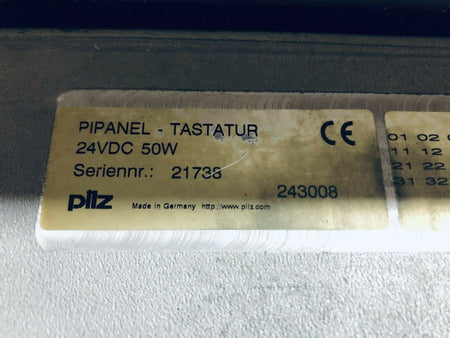 PIPANEL - TASTATUR
24VDC 50W
Seriennr.: 21738
243008
pilz
Made in Germany http://www.pilz.com
CE
01 02
11 12
21 22
31 32